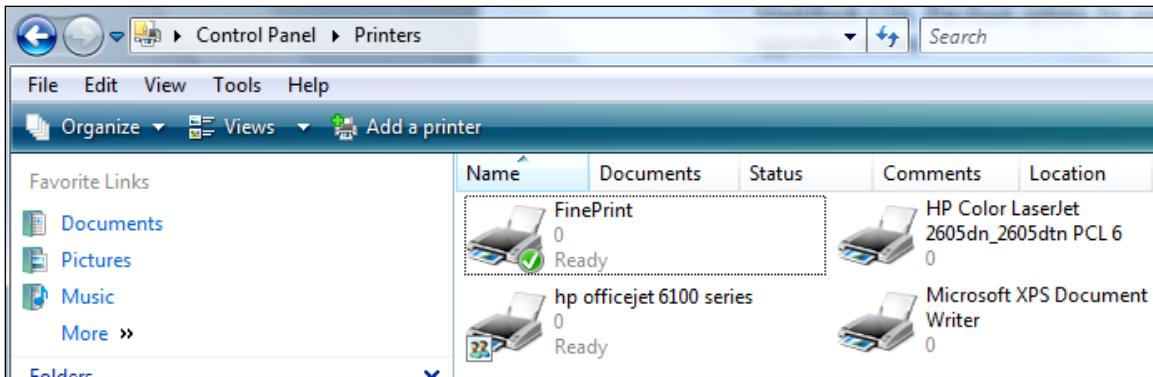 Control Panel Printers
Search
File Edit View Tools Help
Organize Views Add a printer
Favorite Links
Documents
Pictures
Music
More »
Folders
Name Documents Status Comments Location
FinePrint
0
Ready
HP Color LaserJet
2605dn_2605dtn PCL 6
0
hp officejet 6100 series
0
Ready
Microsoft XPS Document
Writer
0